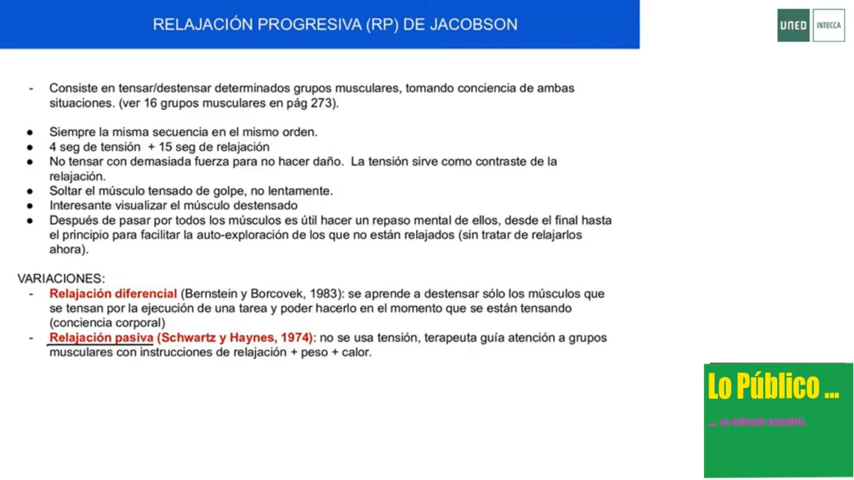 RELAJACIÓN PROGRESIVA (RP) DE JACOBSON
UNED
INTECCA
- Consiste en tensar/destensar determinados grupos musculares, tomando conciencia de ambas
situaciones. (ver 16 grupos musculares en pág 273).
● Siempre la misma secuencia en el mismo orden.
● 4 seg de tensión + 15 seg de relajación
● No tensar con demasiada fuerza para no hacer daño. La tensión sirve como contraste de la
relajación.
● Soltar el músculo tensado de golpe, no lentamente.
● Interesante visualizar el músculo destensado
● Después de pasar por todos los músculos es útil hacer un repaso mental de ellos, desde el final hasta
el principio para facilitar la auto-exploración de los que no están relajados (sin tratar de relajarlos
ahora).
VARIACIONES:
- Relajación diferencial (Bernstein y Borcovek, 1983): se aprende a destensar sólo los músculos que
se tensan por la ejecución de una tarea y poder hacerlo en el momento que se están tensando
(conciencia corporal)
- Relajación pasiva (Schwartz y Haynes, 1974): no se usa tensión, terapeuta guía atención a grupos
musculares con instrucciones de relajación + peso + calor.
Lo Público ...